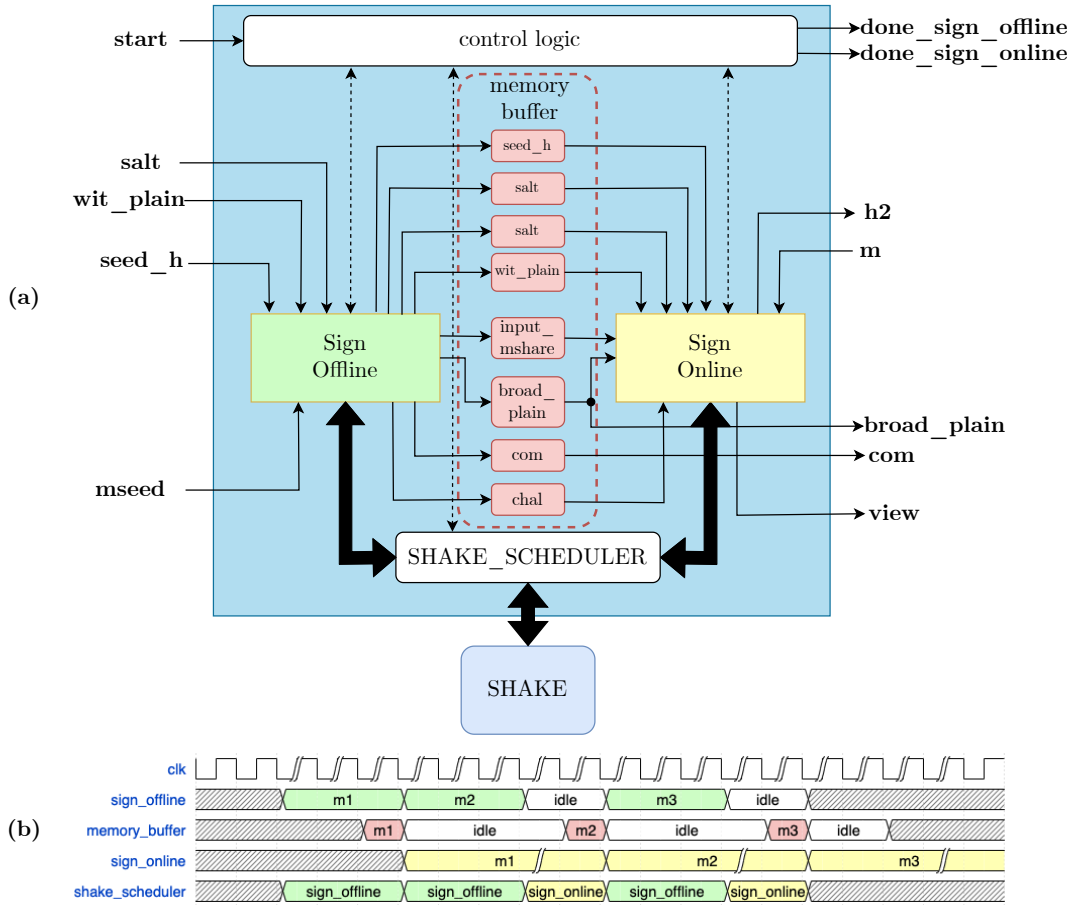 start
control logic
done_sign_offline
done_sign_online
memory
buffer
seed_h
salt
salt
wit_plain
input_
mshare
broad_
plain
com
chal
salt
wit_plain
seed_h
mseed
(a)
Sign
Offline
Sign
Online
h2
m
broad_plain
com
view
SHAKE_SCHEDULER
SHAKE
(b)
clk
sign_offline m1 m2 idle m3 idle
memory_buffer m1 idle m2 idle m3 idle
sign_online m1 m2 m3
shake_scheduler sign_offline sign_offline sign_online sign_offline sign_online